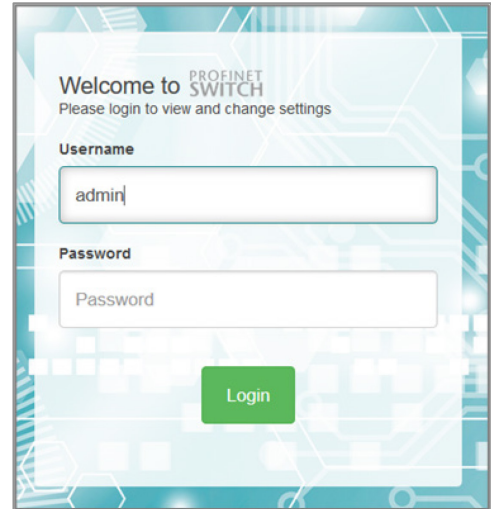 Welcome to PROFINET SWITCH
Please login to view and change settings
Username
admin
Password
Password
Login